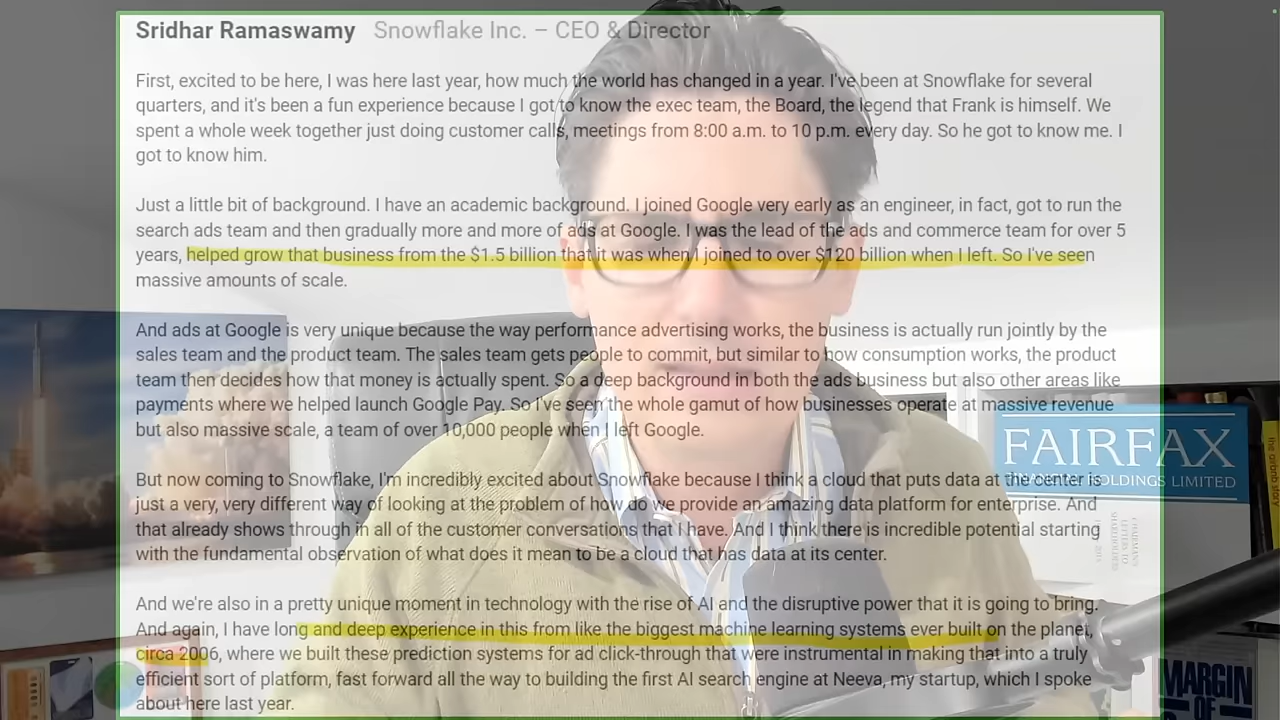 Sridhar Ramaswamy Snowflake Inc. – CEO & Director
First, excited to be here, I was here last year, how much the world has changed in a year. I've been at Snowflake for several
quarters, and it's been a fun experience because I got to know the exec team, the Board, the legend that Frank is himself. We
spent a whole week together just doing customer calls, meetings from 8:00 a.m. to 10 p.m. every day. So he got to know me. I
got to know him.
Just a little bit of background. I have an academic background. I joined Google very early as an engineer, in fact, got to run the
search ads team and then gradually more and more of ads at Google. I was the lead of the ads and commerce team for over 5
years, helped grow that business from the $1.5 billion that it was when I joined to over $120 billion when I left. So I've seen
massive amounts of scale.
And ads at Google is very unique because the way performance advertising works, the business is actually run jointly by the
sales team and the product team. The sales team gets people to commit, but similar to how consumption works, the product
team then decides how that money is actually spent. So a deep background in both the ads business but also other areas like
payments where we helped launch Google Pay. So I've seen the whole gamut of how businesses operate at massive revenue
but also massive scale, a team of over 10,000 people when I left Google.
But now coming to Snowflake, I'm incredibly excited about Snowflake because I think a cloud that puts data at the center is
just a very, very different way of looking at the problem of how do we provide an amazing data platform for enterprise. And
that already shows through in all of the customer conversations that I have. And I think there is incredible potential starting
with the fundamental observation of what does it mean to be a cloud that has data at its center.
And we're also in a pretty unique moment in technology with the rise of AI and the disruptive power that it is going to bring.
And again, I have long and deep experience in this from like the biggest machine learning systems ever built on the planet,
circa 2006, where we built these prediction systems for ad click-through that were instrumental in making that into a truly
efficient sort of platform, fast forward all the way to building the first AI search engine at Neeva, my startup, which I spoke
about here last year.
FAIRFAX
HOLDINGS LIMITED
MARGIN
OF